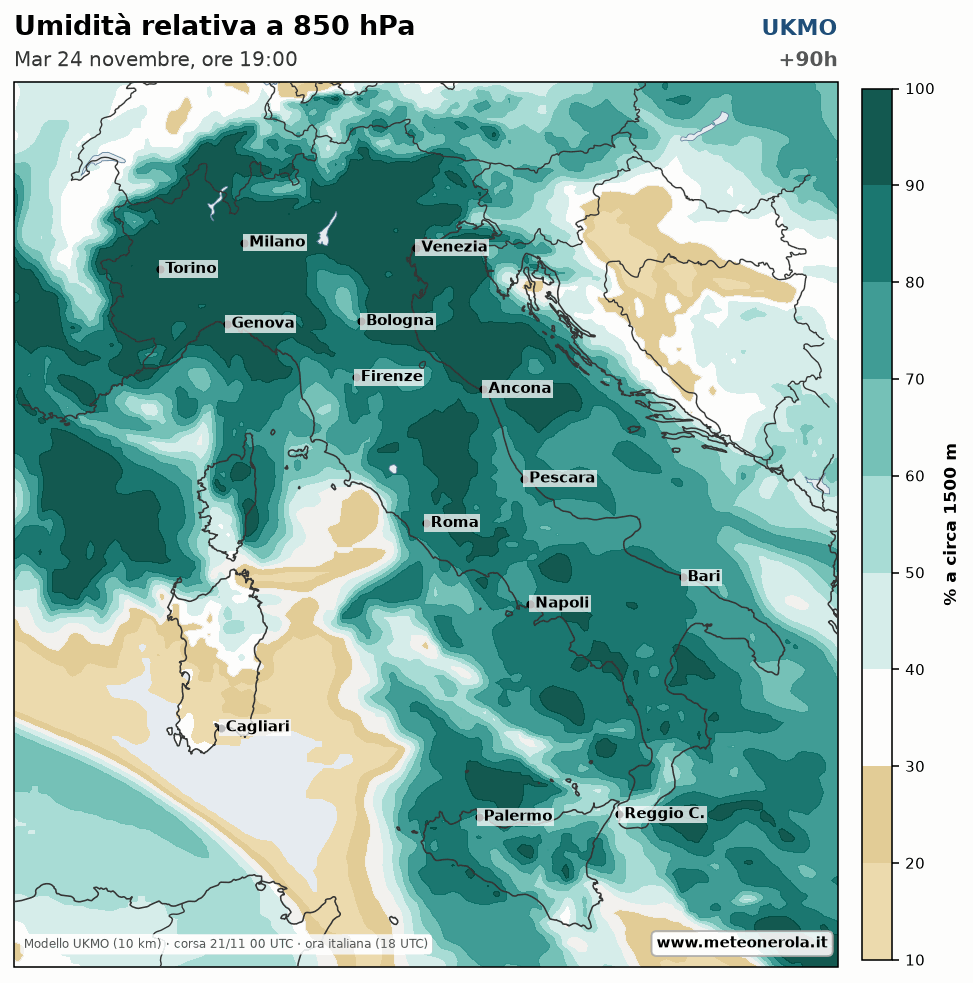 Umidità relativa a 850 hPa
UKMO
Mar 24 novembre, ore 19:00
+90h
100
90
80
70
60
50
40
30
20
10
% a circa 1500 m
Milano
Venezia
Torino
Genova
Bologna
Firenze
Ancona
Pescara
Roma
Bari
Napoli
Cagliari
Palermo
Reggio C.
Modello UKMO (10 km) · corsa 21/11 00 UTC · ora italiana (18 UTC)
www.meteonerola.it